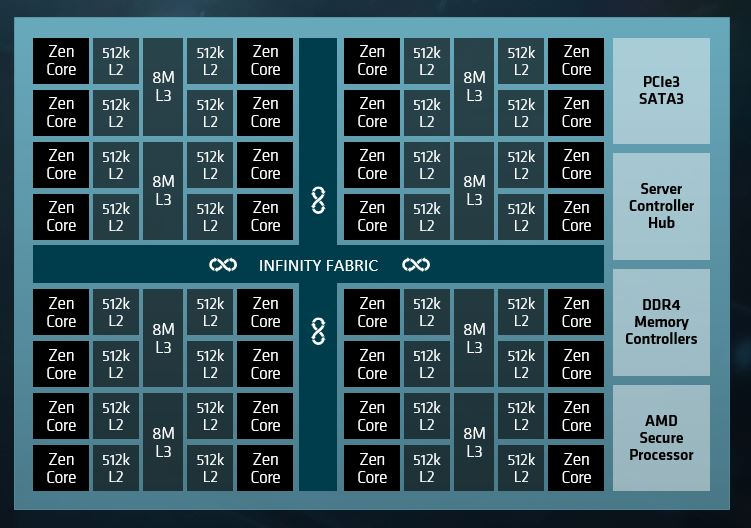 Zen
Core
512k
L2
8M
L3
512k
L2
Zen
Core
Zen
Core
512k
L2
512k
L2
Zen
Core
Zen
Core
512k
L2
8M
L3
512k
L2
Zen
Core
Zen
Core
512k
L2
512k
L2
Zen
Core
Zen
Core
512k
L2
8M
L3
512k
L2
Zen
Core
Zen
Core
512k
L2
512k
L2
Zen
Core
Zen
Core
512k
L2
8M
L3
512k
L2
Zen
Core
Zen
Core
512k
L2
512k
L2
Zen
Core
INFINITY FABRIC
Zen
Core
512k
L2
8M
L3
512k
L2
Zen
Core
Zen
Core
512k
L2
512k
L2
Zen
Core
Zen
Core
512k
L2
8M
L3
512k
L2
Zen
Core
Zen
Core
512k
L2
512k
L2
Zen
Core
Zen
Core
512k
L2
8M
L3
512k
L2
Zen
Core
Zen
Core
512k
L2
512k
L2
Zen
Core
Zen
Core
512k
L2
8M
L3
512k
L2
Zen
Core
Zen
Core
512k
L2
512k
L2
Zen
Core
PCIe3
SATA3
Server
Controller
Hub
DDR4
Memory
Controllers
AMD
Secure
Processor